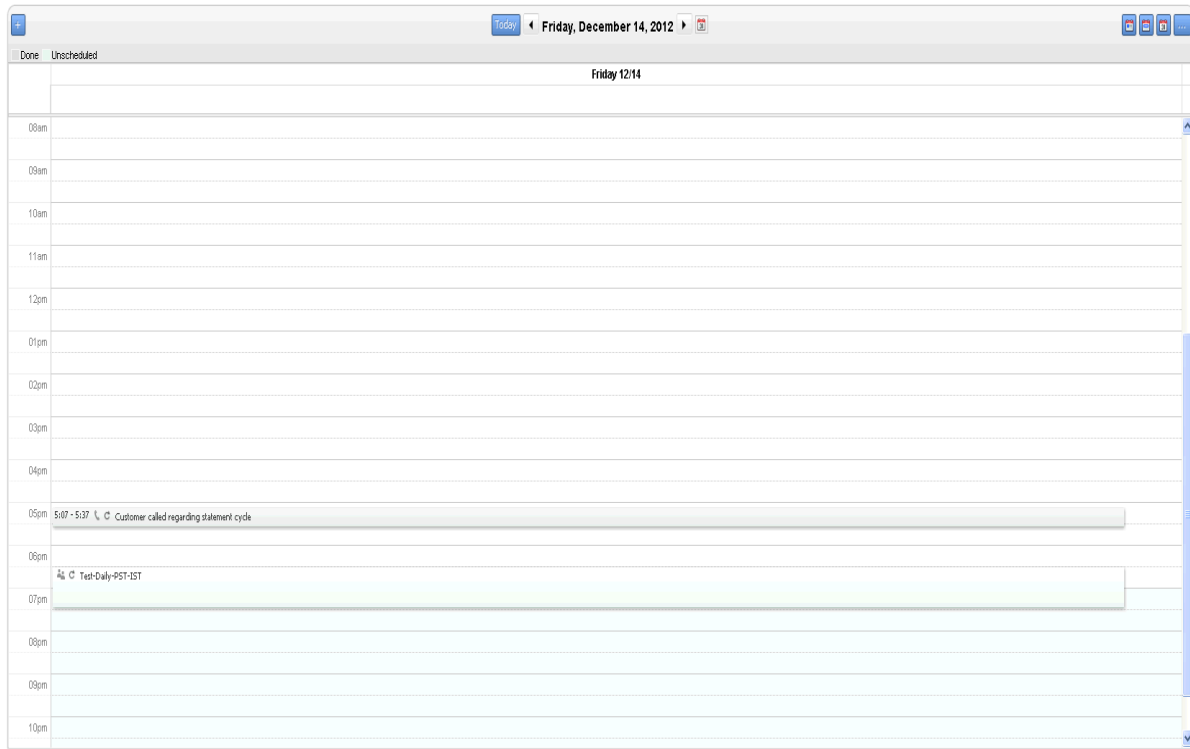 +
Today Friday, December 14, 2012 ...
Done Unscheduled
Friday 12/14
08am
09am
10am
11am
12pm
01pm
02pm
03pm
04pm
05pm 5:07 - 5:37 Customer called regarding statement cycle
06pm
Test-Daily-PST-IST
07pm
08pm
09pm
10pm